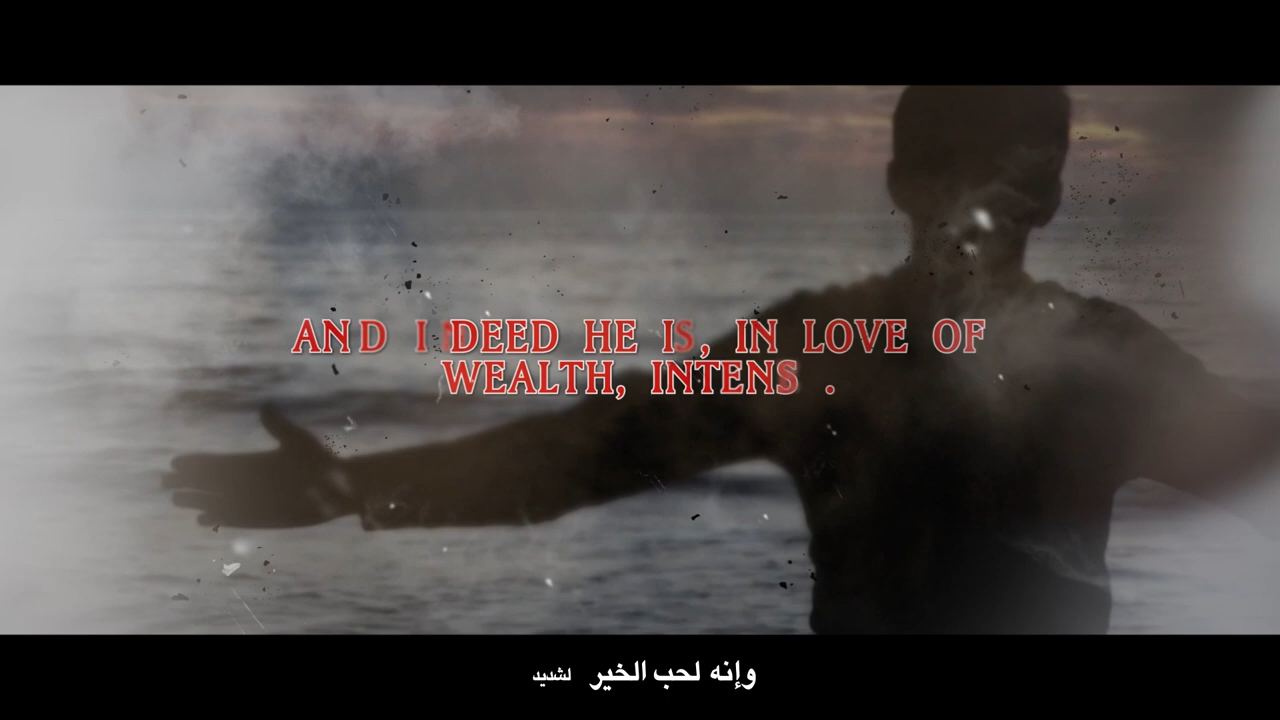 AND I DEED HE IS, IN LOVE OF
WEALTH, INTENS .
وإنه لحب الخير لشديد